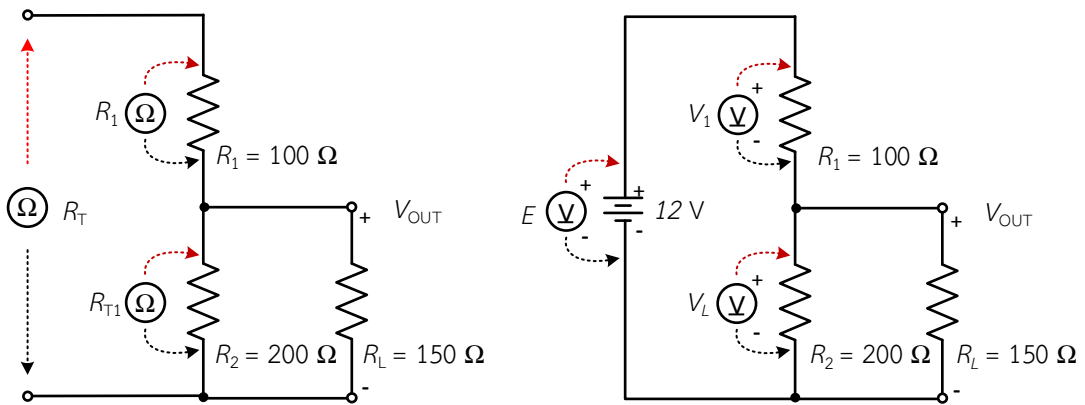 R1 Ω
R1 = 100 Ω
Ω RT
+ VOUT
RT1 Ω
R2 = 200 Ω
RL = 150 Ω
-
V1 V + -
R1 = 100 Ω
E V + -
+ 12 V -
+ VOUT
VL V + -
R2 = 200 Ω
RL = 150 Ω
-